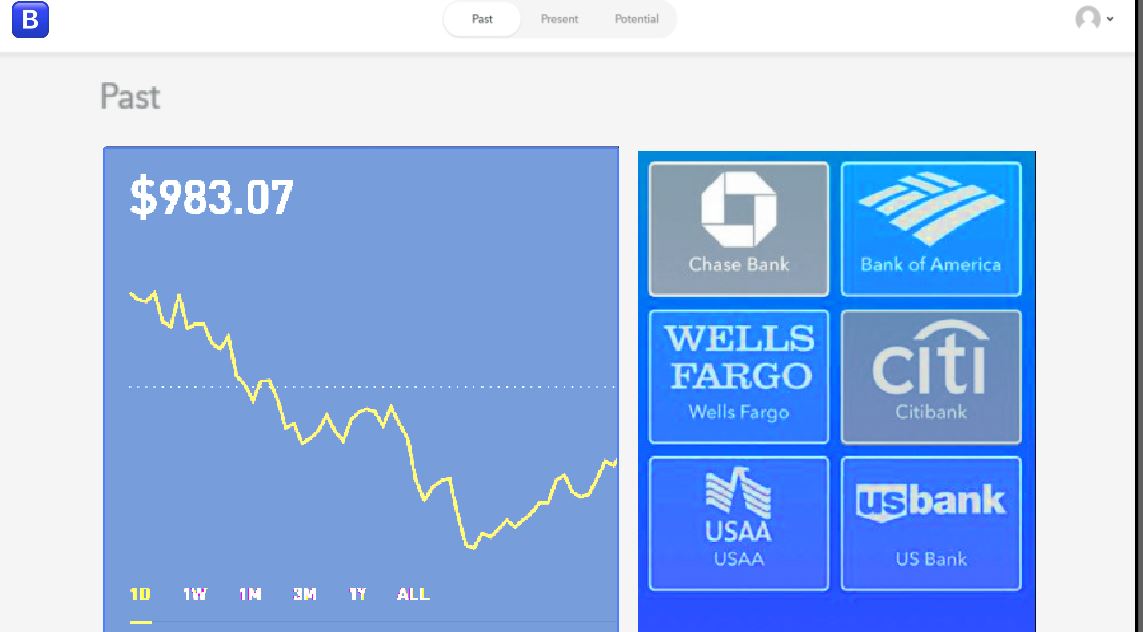 B
Past Present Potential
Past
$983.07
1D 1W 1M 3M 1Y ALL
Chase Bank
Bank of America
WELLS
FARGO
Wells Fargo
citi
Citibank
USAA
USAA
usbank
US Bank